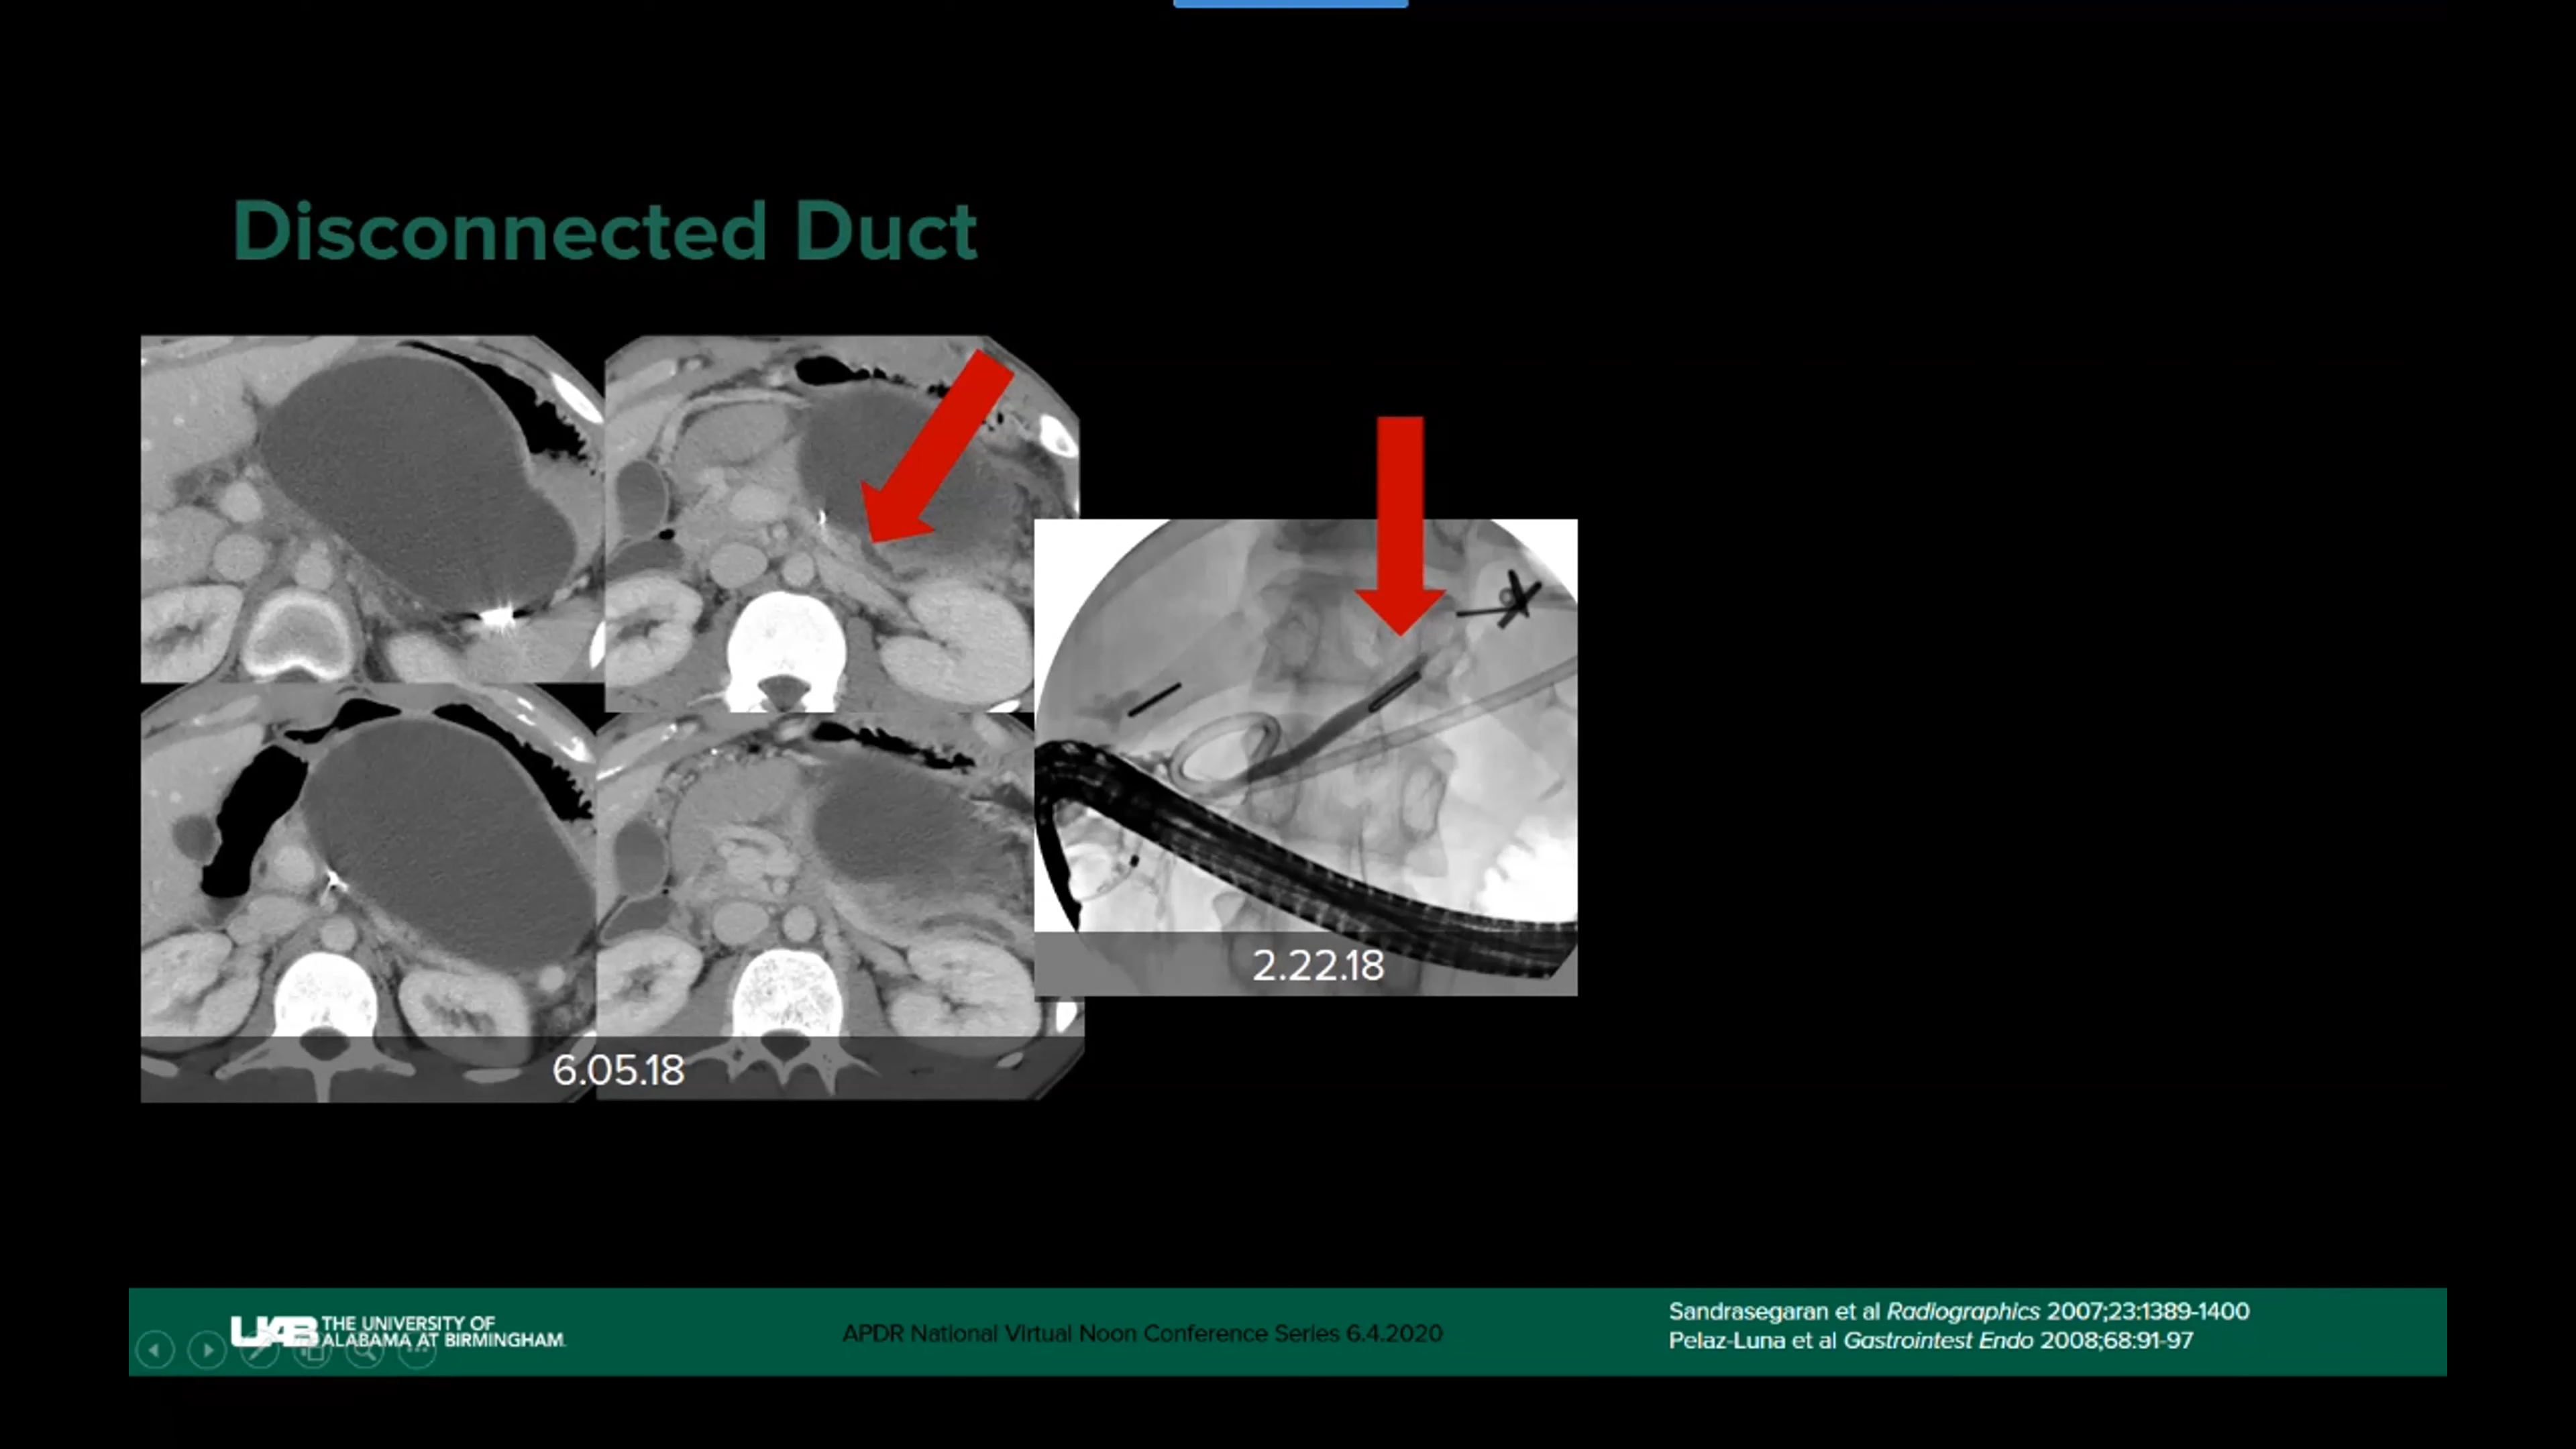 Disconnected Duct
2.22.18
6.05.18
UAB THE UNIVERSITY OF
ALABAMA AT BIRMINGHAM.
APDR National Virtual Noon Conference Series 6.4.2020
Sandrasegaran et al Radiographics 2007;23:1389-1400
Pelaz-Luna et al Gastrointest Endo 2008;68:91-97